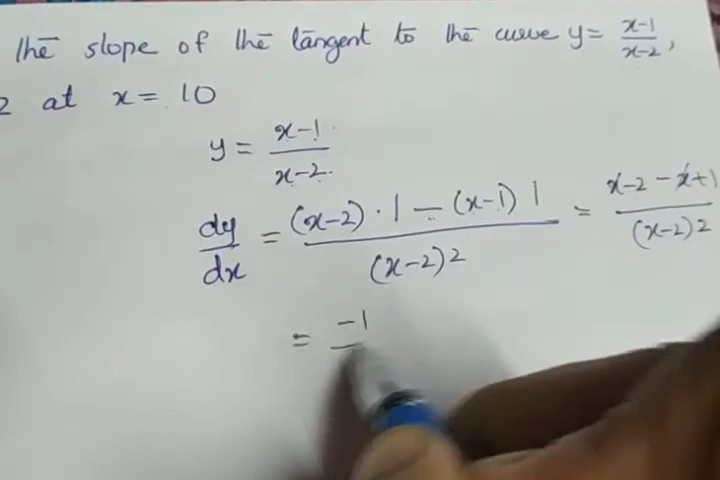 The slope of the tangent to the curve y = x-1/x-2,
2 at x = 10
y = x-1/x-2.
dy/dx = (x-2)·1 - (x-1) 1/(x-2)2 = x-2-x+1/(x-2)2
= -1